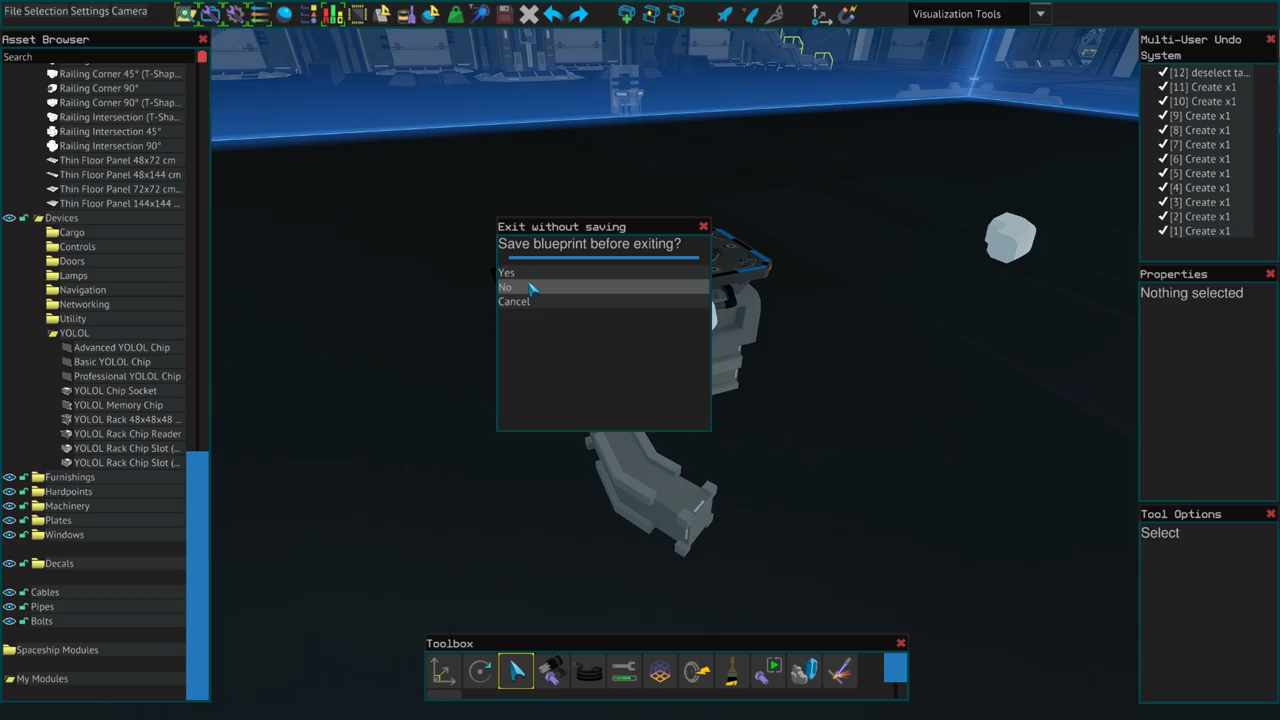 File Selection Settings Camera
Visualization Tools
Asset Browser
Search
Railing Corner 45° (T-Shap...
Railing Corner 90°
Railing Corner 90° (T-Shap...
Railing Intersection (T-Sha...
Railing Intersection 45°
Railing Intersection 90°
Thin Floor Panel 48x72 cm
Thin Floor Panel 48x144 cm
Thin Floor Panel 72x72 cm...
Thin Floor Panel 144x144 ...
Devices
Cargo
Controls
Doors
Lamps
Navigation
Networking
Utility
YOLOL
Advanced YOLOL Chip
Basic YOLOL Chip
Professional YOLOL Chip
YOLOL Chip Socket
YOLOL Memory Chip
YOLOL Rack 48x48x48 ...
YOLOL Rack Chip Reader
YOLOL Rack Chip Slot (...
YOLOL Rack Chip Slot (...
Furnishings
Hardpoints
Machinery
Plates
Windows
Decals
Cables
Pipes
Bolts
Spaceship Modules
My Modules
Exit without saving
Save blueprint before exiting?
Yes
No
Cancel
Toolbox
Multi-User Undo
System
[12] deselect ta...
[11] Create x1
[10] Create x1
[9] Create x1
[8] Create x1
[7] Create x1
[6] Create x1
[5] Create x1
[4] Create x1
[3] Create x1
[2] Create x1
[1] Create x1
Properties
Nothing selected
Tool Options
Select